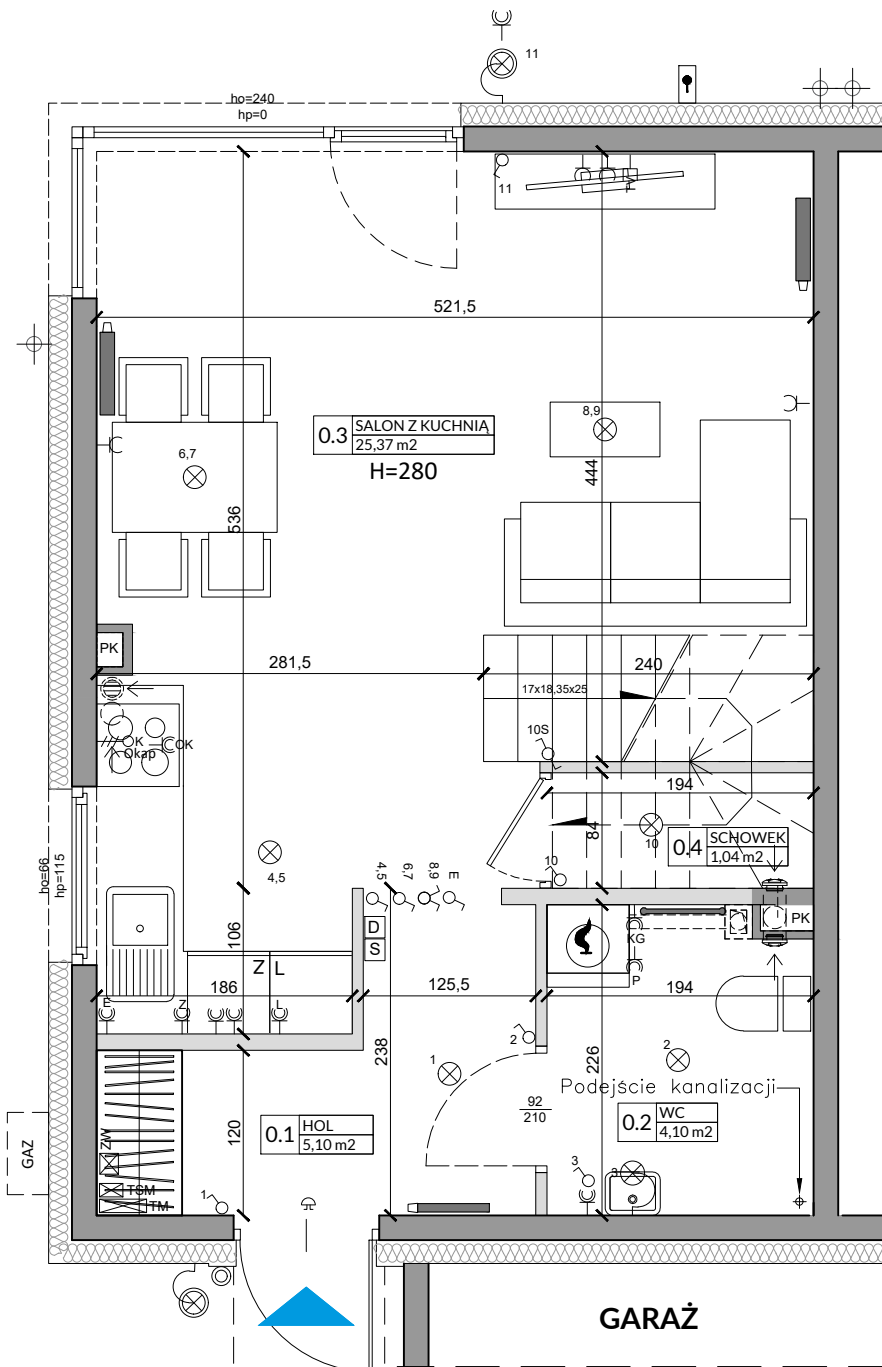 11
ho=240
hp=0
11
521,5
8,9
0.3
SALON Z KUCHNIĄ
25,37 m2
H=280
6,7
444
536
PK
281,5
240
17x18,35x25
10S
OK
OK
Okap
194
84
10
0.4
SCHOWEK
1,04 m2
ho=66
hp=115
4,5
10
4,5
6,7
8,9
E
D
S
PK
KG
106
Z
L
P
186
125,5
194
E
Z
L
2
238
1
226
2
Podejście kanalizacji
92
210
120
0.1
HOL
5,10 m2
0.2
WC
4,10 m2
GAZ
ZW
3
3
TSM
TM
1
GARAŻ